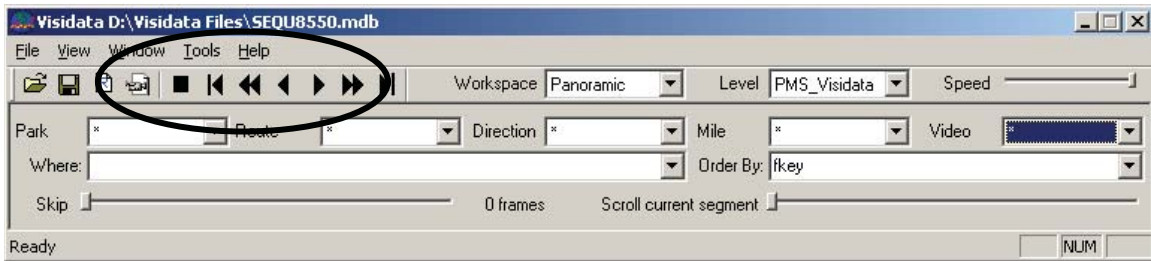 Visidata D:\Visidata Files\SEQU8550.mdb
File View Window Tools Help
Workspace Panoramic Level PMS_Visidata Speed
Park * Route * Direction * Mile * Video *
Where: Order By: fkey
Skip 0 frames Scroll current segment
Ready NUM